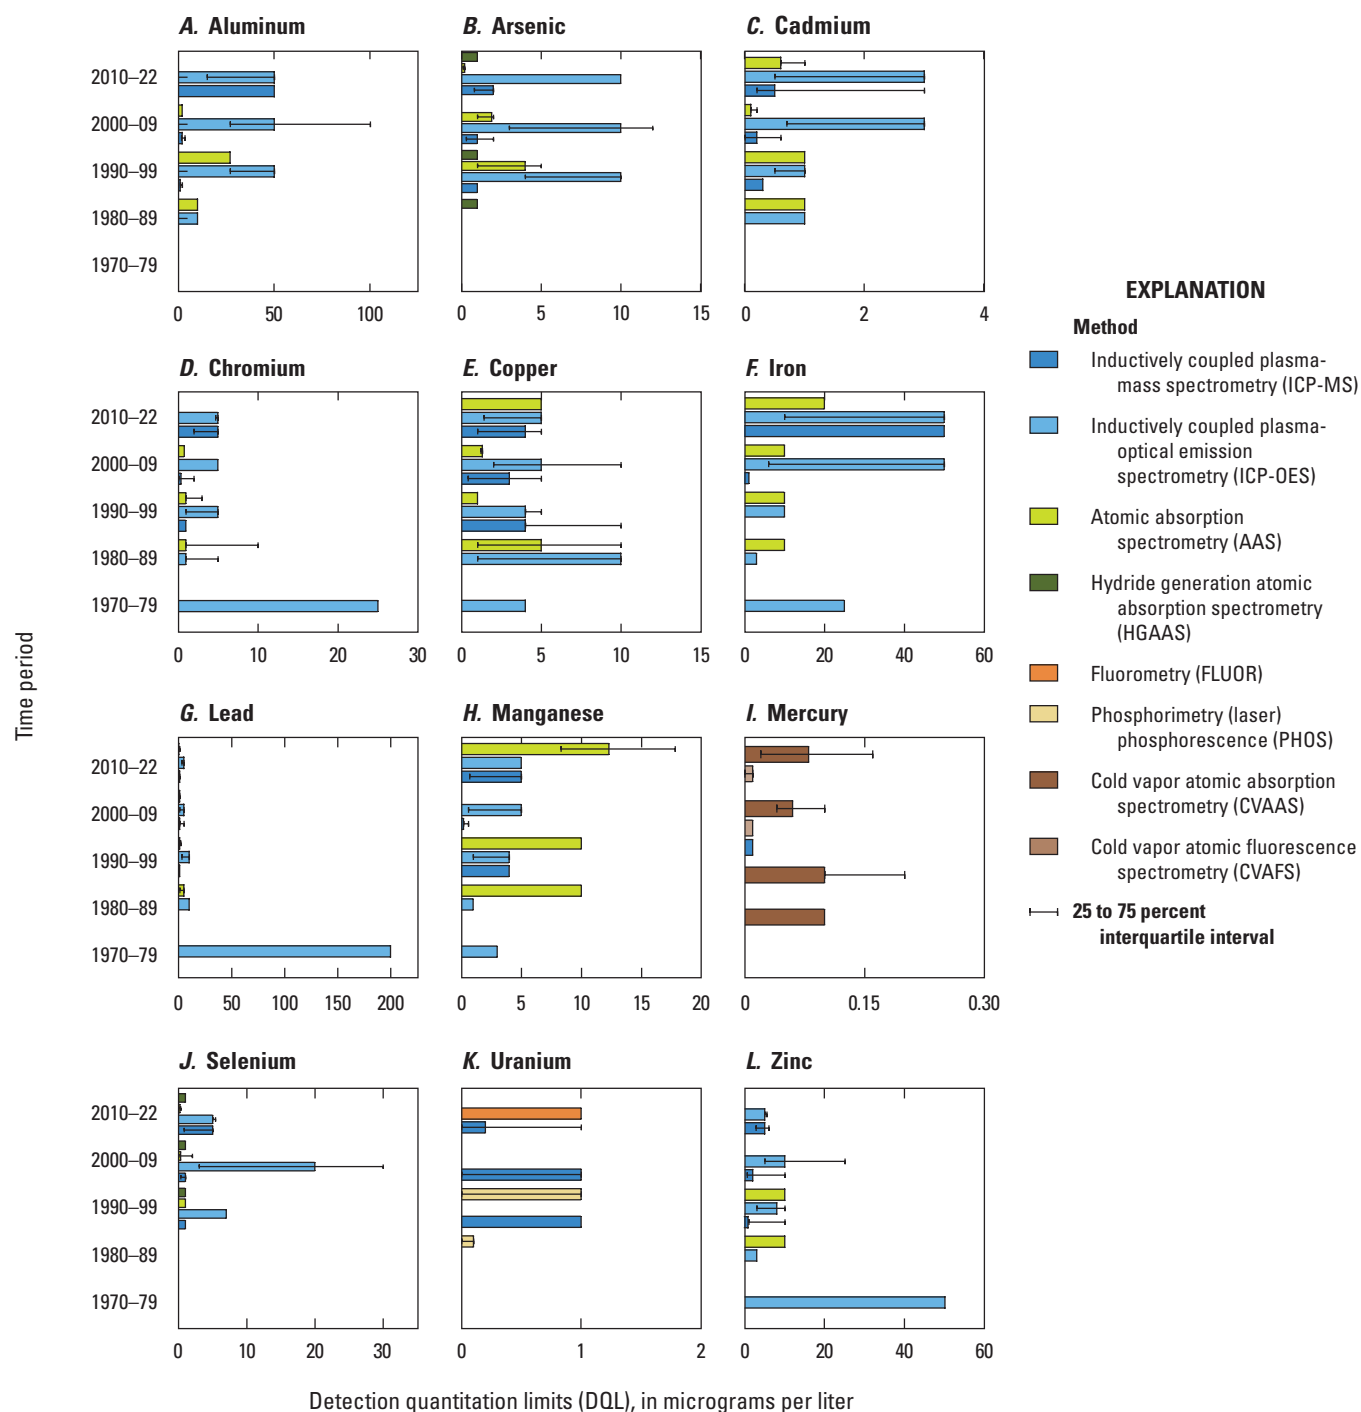 A. Aluminum
B. Arsenic
C. Cadmium
2010–22
2000–09
1990–99
1980–89
1970–79
0 50 100
0 5 10 15
0 2 4
D. Chromium
E. Copper
F. Iron
2010–22
2000–09
1990–99
1980–89
1970–79
0 10 20 30
0 5 10 15
0 20 40 60
G. Lead
H. Manganese
I. Mercury
2010–22
2000–09
1990–99
1980–89
1970–79
0 50 100 150 200
0 5 10 15 20
0 0.15 0.30
J. Selenium
K. Uranium
L. Zinc
2010–22
2000–09
1990–99
1980–89
1970–79
0 10 20 30
0 1 2
0 20 40 60
Time period
Detection quantitation limits (DQL), in micrograms per liter
EXPLANATION
Method
Inductively coupled plasma-
mass spectrometry (ICP-MS)
Inductively coupled plasma-
optical emission
spectrometry (ICP-OES)
Atomic absorption
spectrometry (AAS)
Hydride generation atomic
absorption spectrometry
(HGAAS)
Fluorometry (FLUOR)
Phosphorimetry (laser)
phosphorescence (PHOS)
Cold vapor atomic absorption
spectrometry (CVAAS)
Cold vapor atomic fluorescence
spectrometry (CVAFS)
25 to 75 percent
interquartile interval